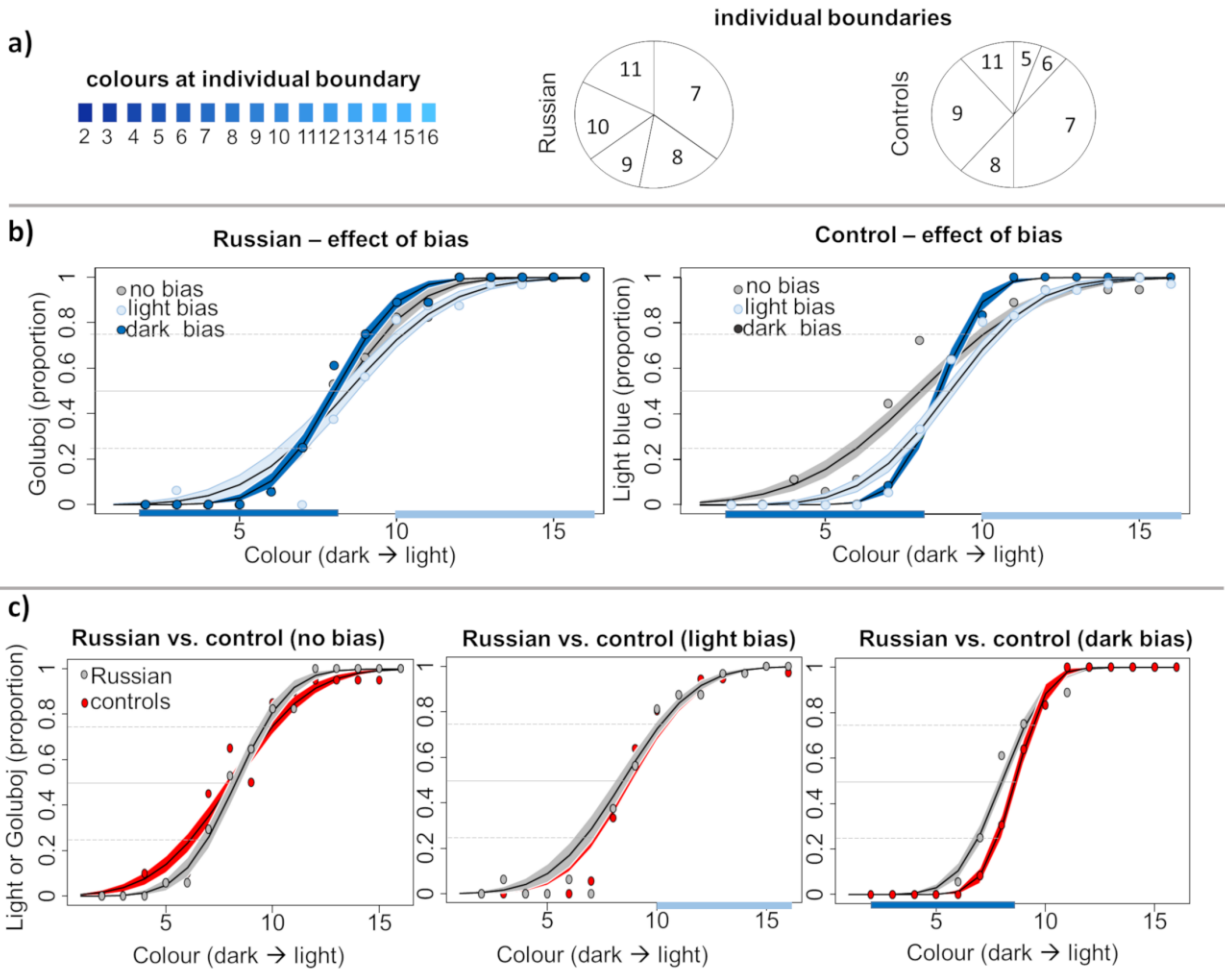 a)
individual boundaries
colours at individual boundary
2 3 4 5 6 7 8 9 10 11 12 13 14 15 16
Russian
11
7
10
9
8
Controls
11
5
6
9
7
8
b)
Russian – effect of bias
Goluboj (proportion)
0 0.2 0.4 0.6 0.8 1
no bias
light bias
dark bias
5 10 15
Colour (dark → light)
Control – effect of bias
Light blue (proportion)
0 0.2 0.4 0.6 0.8 1
no bias
light bias
dark bias
5 10 15
Colour (dark → light)
c)
Russian vs. control (no bias)
Light or Goluboj (proportion)
0 0.2 0.4 0.6 0.8 1
Russian
controls
5 10 15
Colour (dark → light)
Russian vs. control (light bias)
0 0.2 0.4 0.6 0.8 1
5 10 15
Colour (dark → light)
Russian vs. control (dark bias)
0 0.2 0.4 0.6 0.8 1
5 10 15
Colour (dark → light)